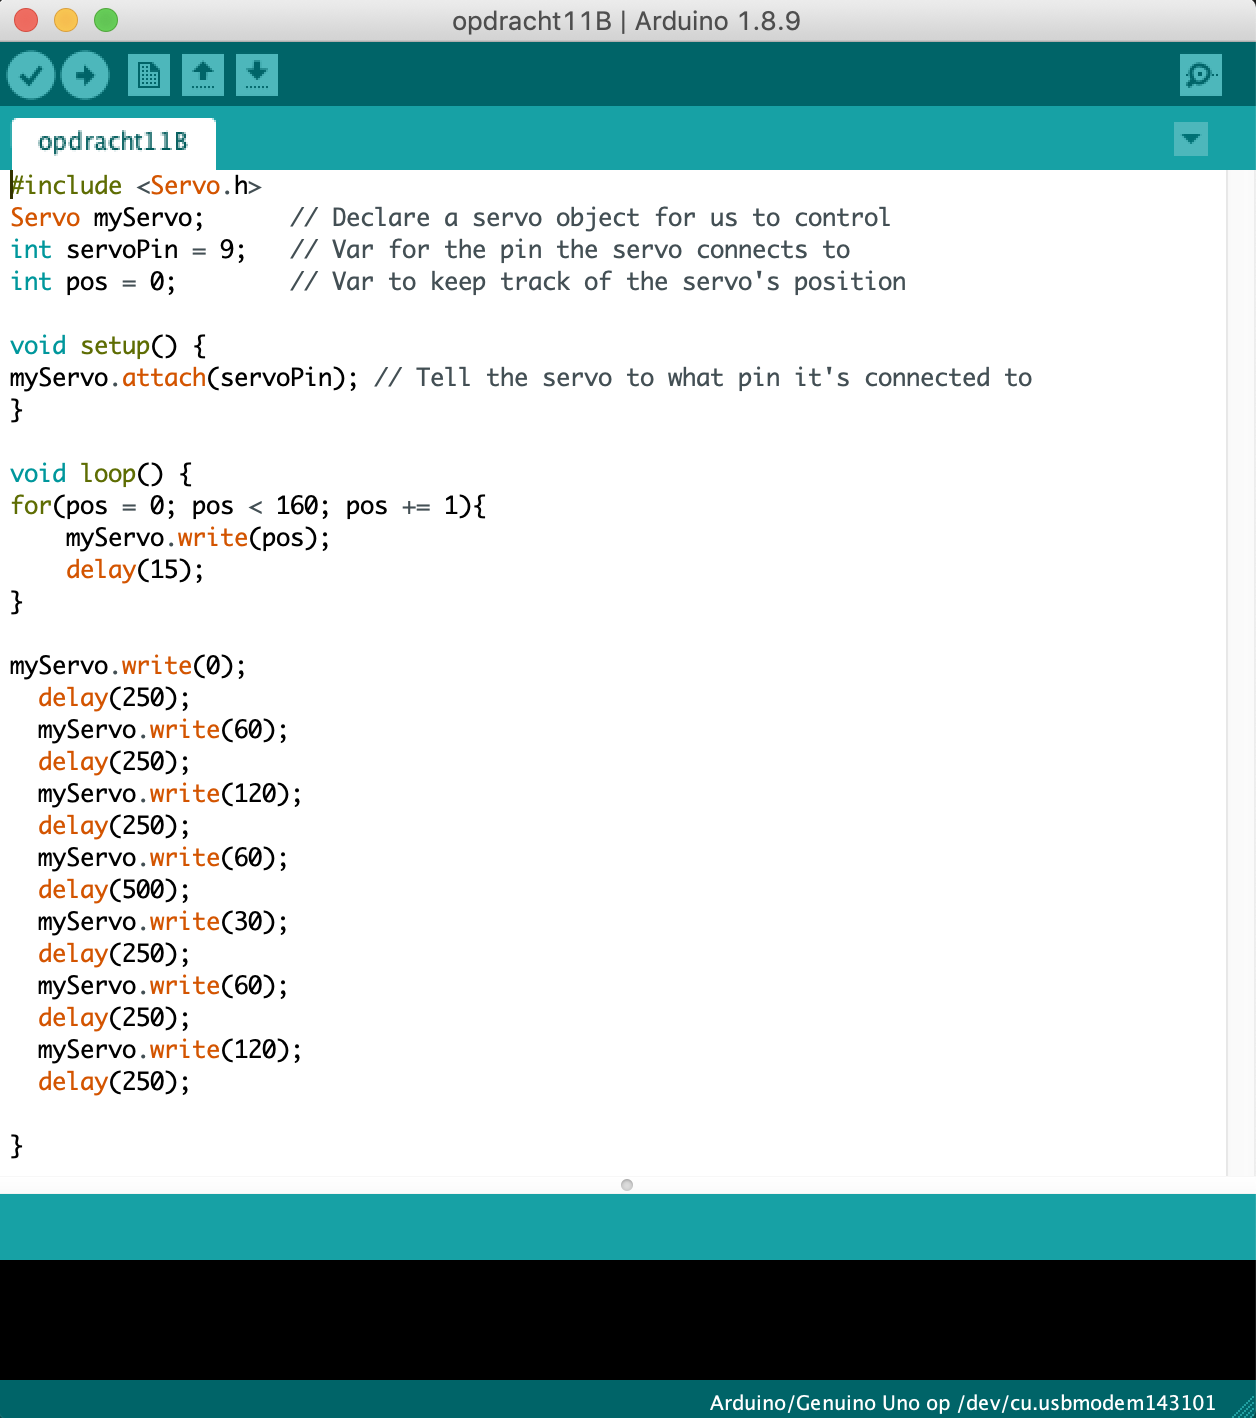 opdracht11B | Arduino 1.8.9
opdracht11B
#include <Servo.h>
Servo myServo;      // Declare a servo object for us to control
int servoPin = 9;   // Var for the pin the servo connects to
int pos = 0;        // Var to keep track of the servo's position
void setup() {
myServo.attach(servoPin); // Tell the servo to what pin it's connected to
}
void loop() {
for(pos = 0; pos < 160; pos += 1){
    myServo.write(pos);
    delay(15);
}
myServo.write(0);
  delay(250);
  myServo.write(60);
  delay(250);
  myServo.write(120);
  delay(250);
  myServo.write(60);
  delay(500);
  myServo.write(30);
  delay(250);
  myServo.write(60);
  delay(250);
  myServo.write(120);
  delay(250);
}
Arduino/Genuino Uno op /dev/cu.usbmodem143101